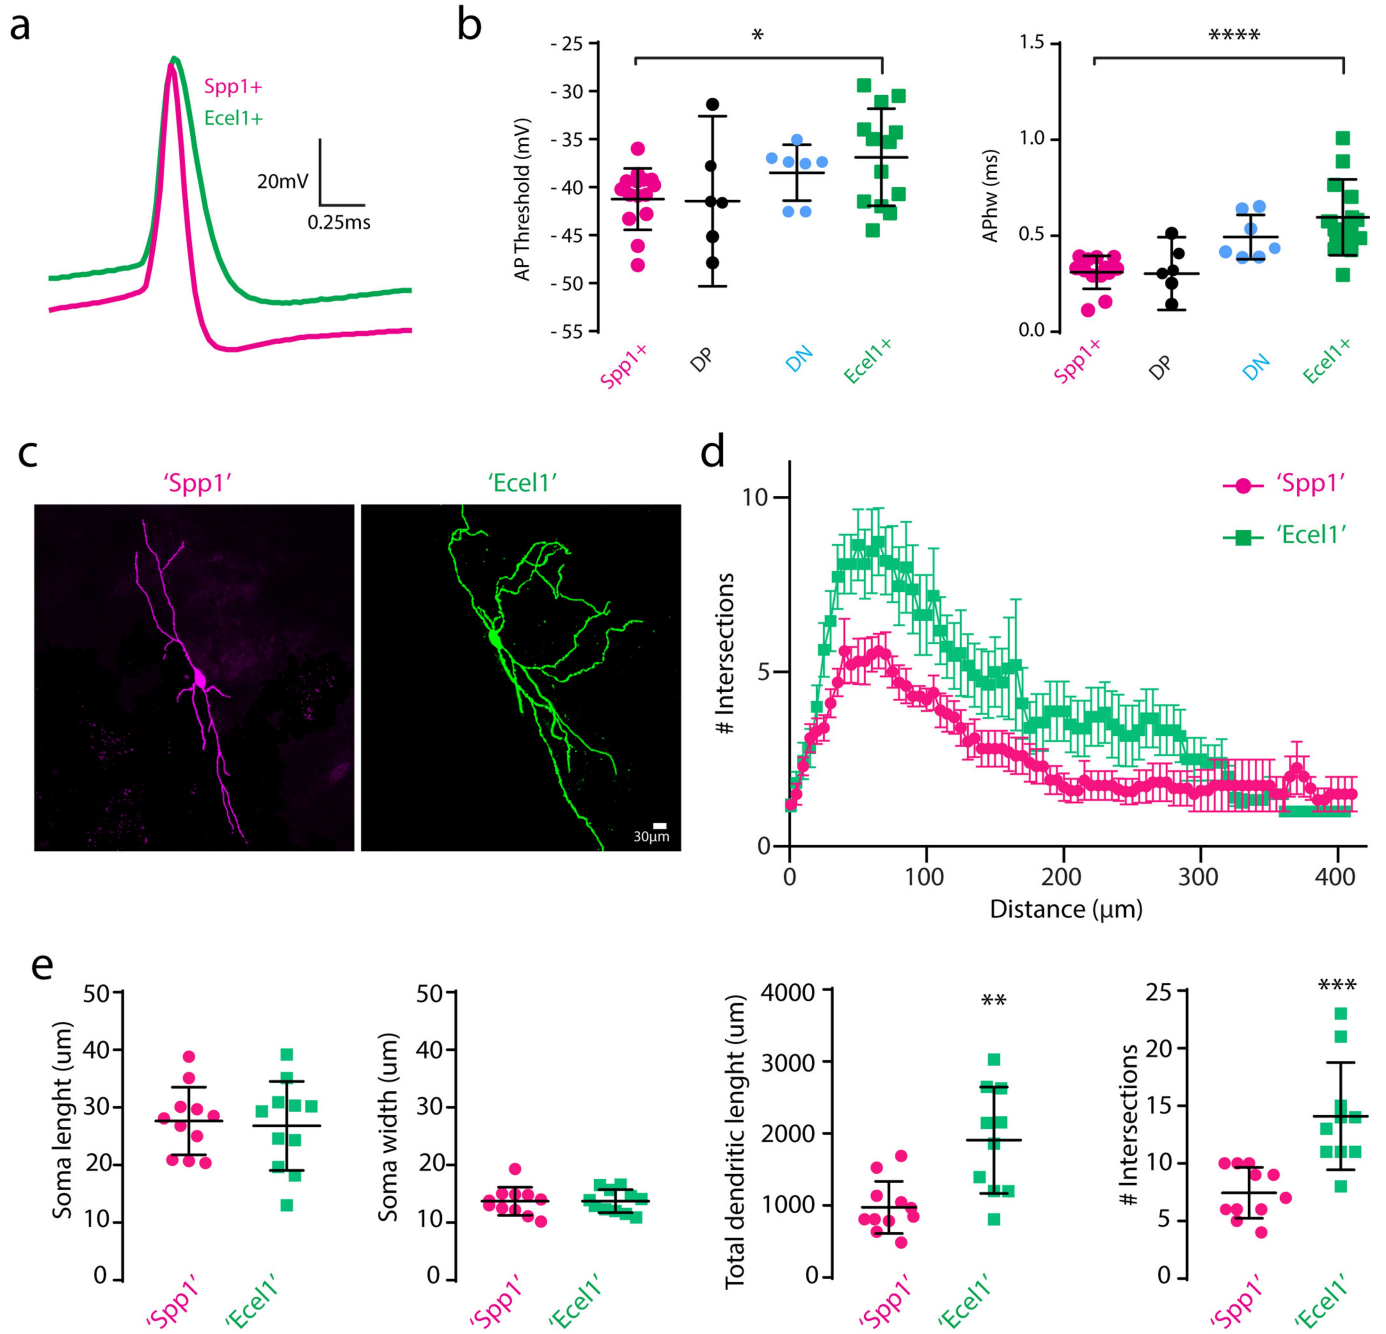 a
Spp1+
Ecel1+
20mV
0.25ms
b
*
- 25
- 30
- 35
- 40
- 45
- 50
- 55
AP Threshold (mV)
Spp1+
DP
DN
Ecel1+
****
1.5
1.0
0.5
0.0
APhw (ms)
Spp1+
DP
DN
Ecel1+
c
‘Spp1’
‘Ecel1’
30µm
d
10
5
0
# Intersections
‘Spp1’
‘Ecel1’
0
100
200
300
400
Distance (µm)
e
50
40
30
20
10
0
Soma lenght (um)
‘Spp1’
‘Ecel1’
50
40
30
20
10
0
Soma width (um)
‘Spp1’
‘Ecel1’
**
4000
3000
2000
1000
0
Total dendritic lenght (um)
‘Spp1’
‘Ecel1’
***
25
20
15
10
5
0
# Intersections
‘Spp1’
‘Ecel1’